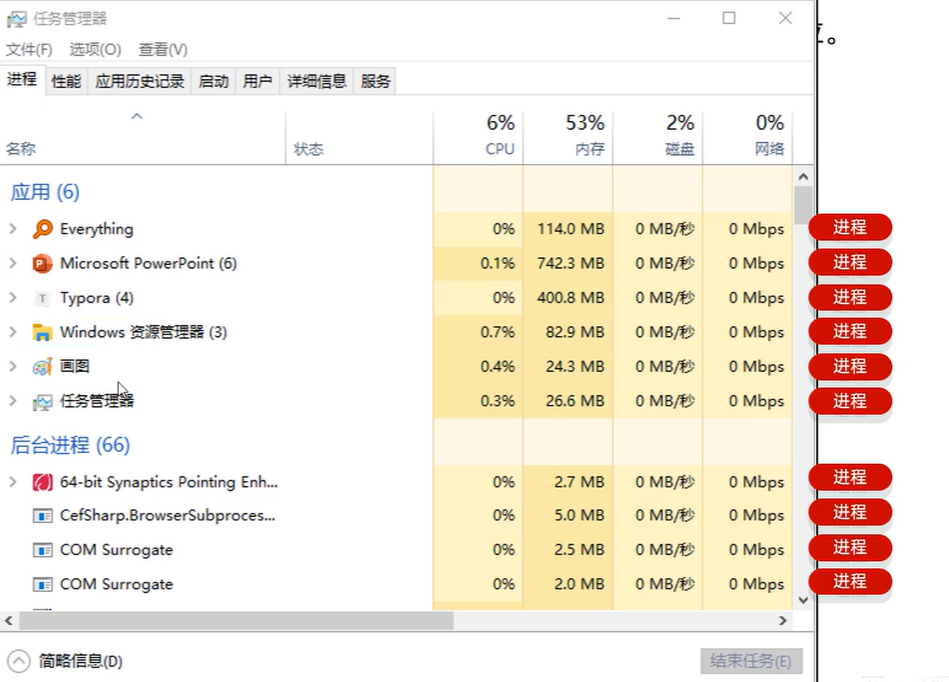 任务管理器
文件(F) 选项(O) 查看(V)
进程 性能 应用历史记录 启动 用户 详细信息 服务
6% 53% 2% 0%
名称 状态 CPU 内存 磁盘 网络
应用 (6)
Everything 0% 114.0 MB 0 MB/秒 0 Mbps 进程
Microsoft PowerPoint (6) 0.1% 742.3 MB 0 MB/秒 0 Mbps 进程
Typora (4) 0% 400.8 MB 0 MB/秒 0 Mbps 进程
Windows 资源管理器 (3) 0.7% 82.9 MB 0 MB/秒 0 Mbps 进程
画图 0.4% 24.3 MB 0 MB/秒 0 Mbps 进程
任务管理器 0.3% 26.6 MB 0 MB/秒 0 Mbps 进程
后台进程 (66)
64-bit Synaptics Pointing Enh... 0% 2.7 MB 0 MB/秒 0 Mbps 进程
CefSharp.BrowserSubproces... 0% 5.0 MB 0 MB/秒 0 Mbps 进程
COM Surrogate 0% 2.5 MB 0 MB/秒 0 Mbps 进程
COM Surrogate 0% 2.0 MB 0 MB/秒 0 Mbps 进程
简略信息(D) 结束任务(E)